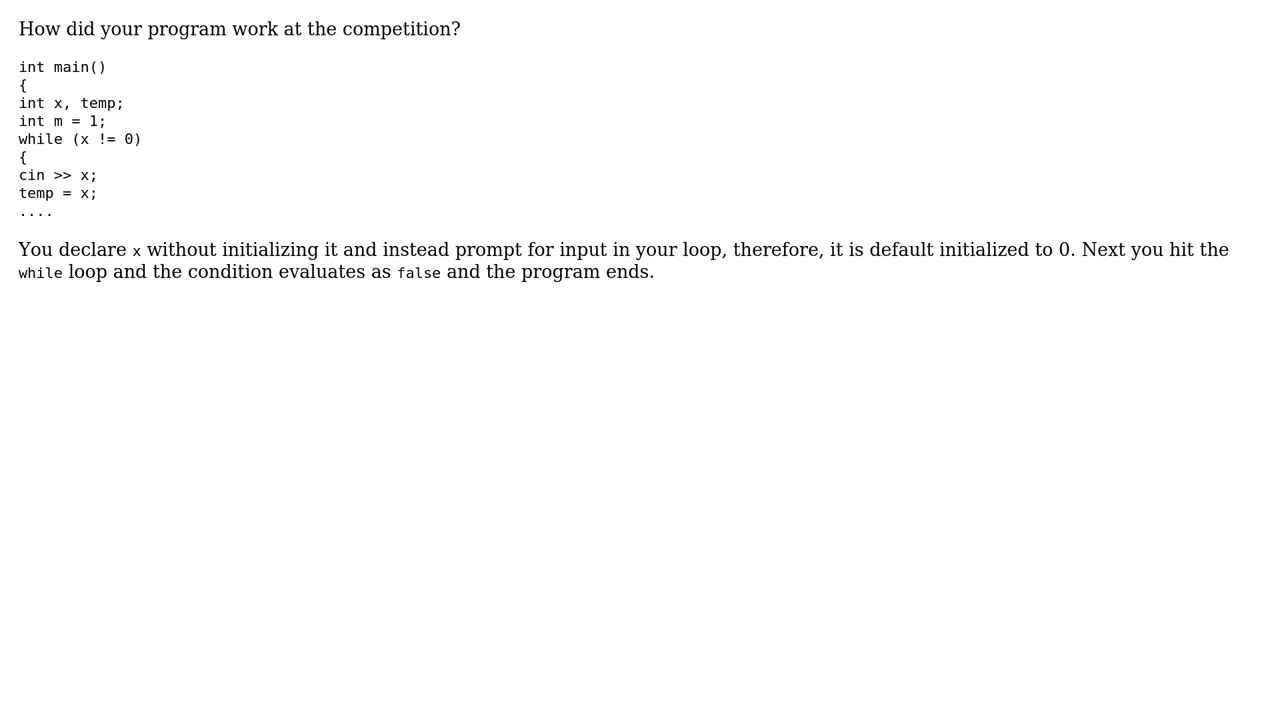 How did your program work at the competition?
int main()
{
int x, temp;
int m = 1;
while (x != 0)
{
cin >> x;
temp = x;
....
You declare x without initializing it and instead prompt for input in your loop, therefore, it is default initialized to 0. Next you hit the
while loop and the condition evaluates as false and the program ends.